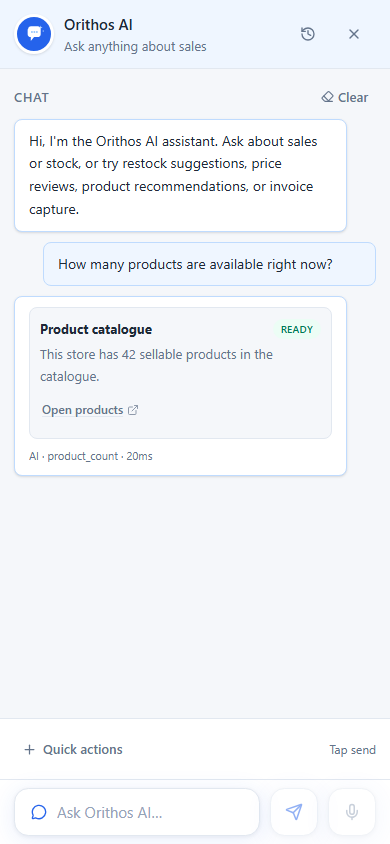 Orithos AI
Ask anything about sales
CHAT
Clear
Hi, I'm the Orithos AI assistant. Ask about sales
or stock, or try restock suggestions, price
reviews, product recommendations, or invoice
capture.
How many products are available right now?
Product catalogue
READY
This store has 42 sellable products in the
catalogue.
Open products
AI · product_count · 20ms
Quick actions
Tap send
Ask Orithos AI...